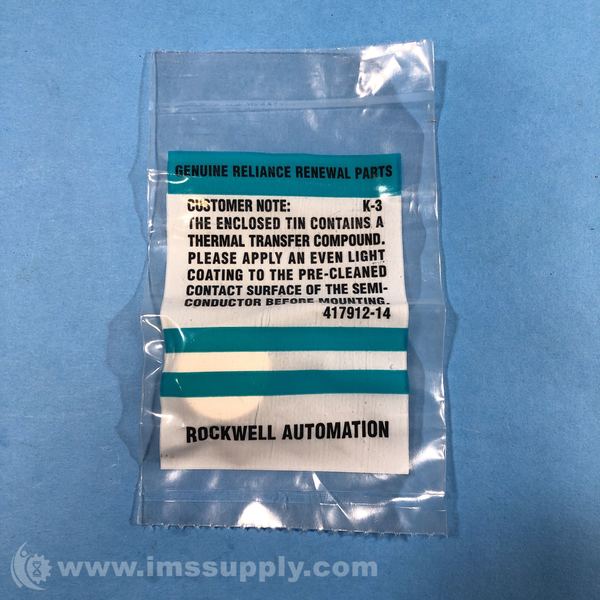 GENUINE RELIANCE RENEWAL PARTS
CUSTOMER NOTE: K-3
THE ENCLOSED TIN CONTAINS A
THERMAL TRANSFER COMPOUND.
PLEASE APPLY AN EVEN LIGHT
COATING TO THE PRE-CLEANED
CONTACT SURFACE OF THE SEMI-
CONDUCTOR BEFORE MOUNTING.
417912-14
ROCKWELL AUTOMATION
www.imssupply.com